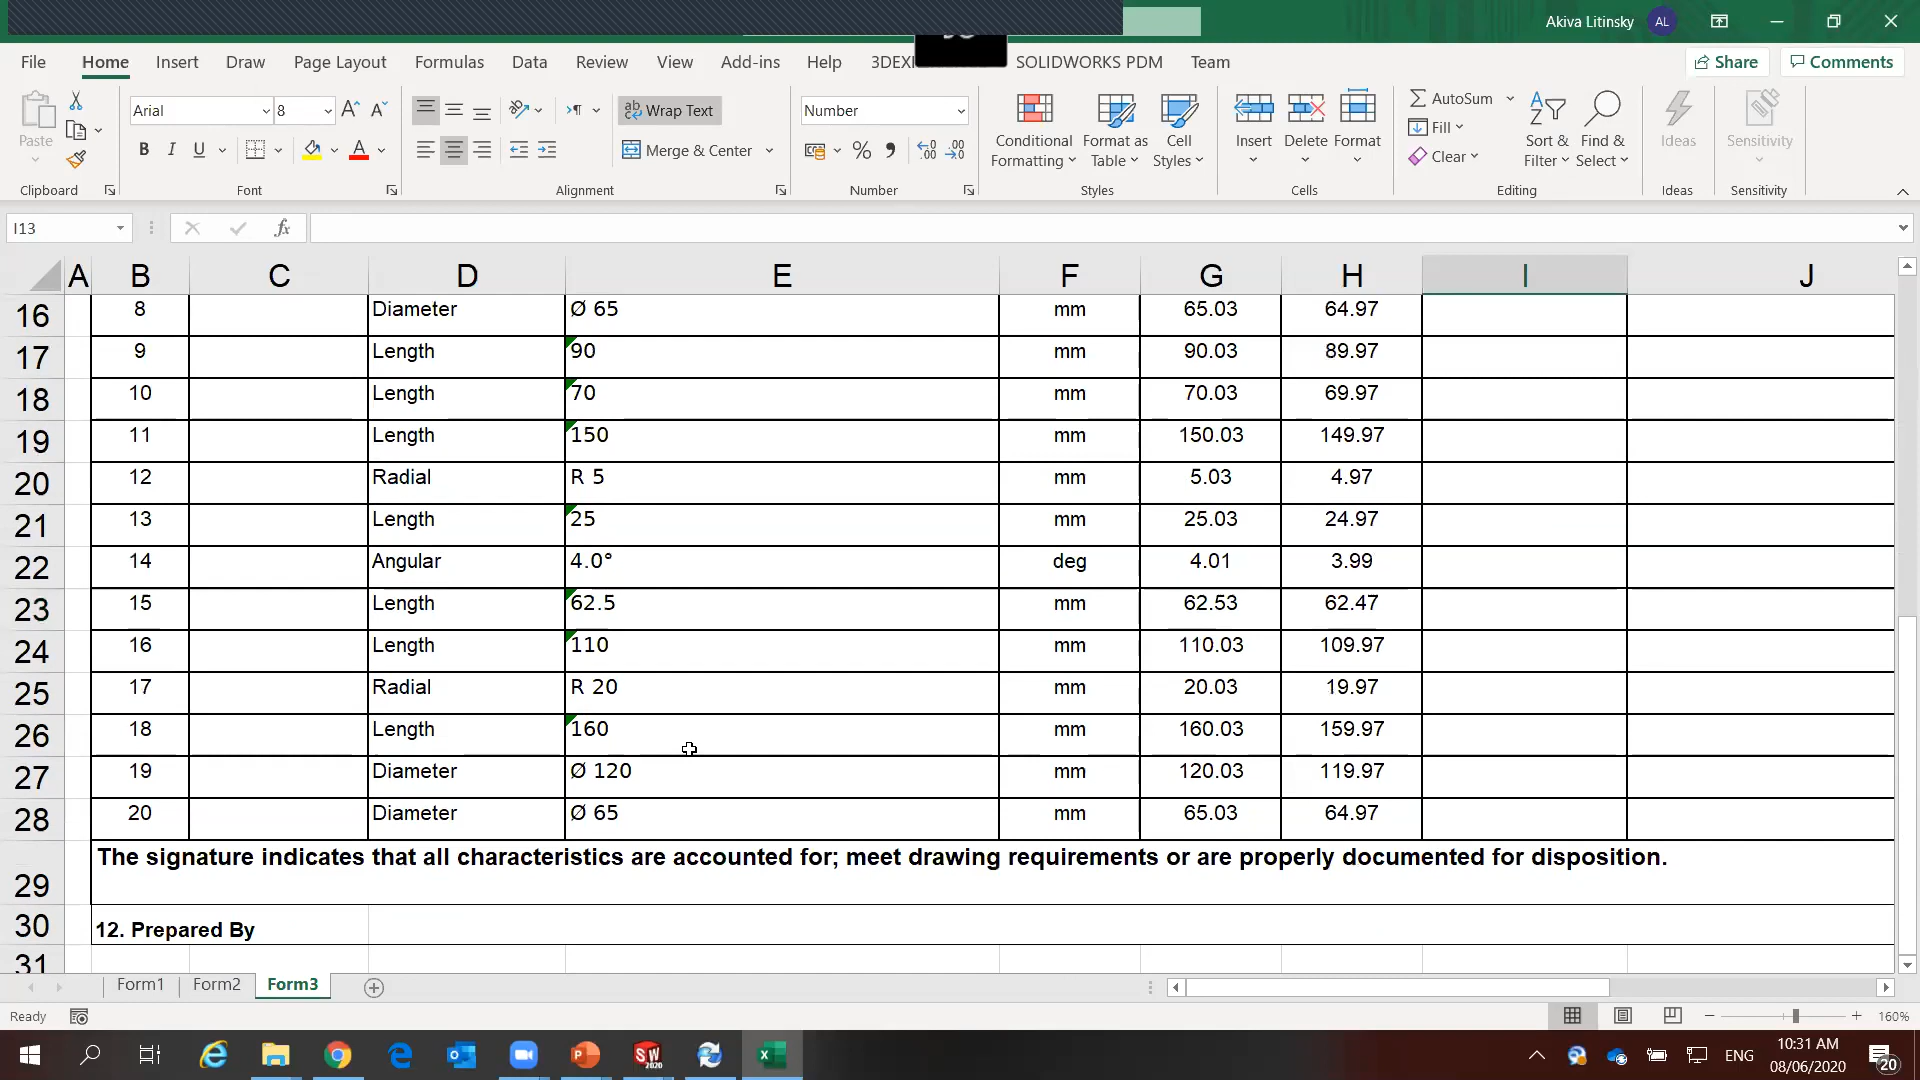 Akiva Litinsky AL
File Home Insert Draw Page Layout Formulas Data Review View Add-ins Help SOLIDWORKS PDM Team Share Comments
Paste Arial 8 Wrap Text Number Conditional Formatting Format as Table Cell Styles Insert Delete Format AutoSum Fill Clear Sort & Filter Find & Select Ideas Sensitivity
B I U Merge & Center
Clipboard Font Alignment Number Styles Cells Editing Ideas Sensitivity
I13 fx
A B C D E F G H I J
16 8 Diameter Ø 65 mm 65.03 64.97
17 9 Length 90 mm 90.03 89.97
18 10 Length 70 mm 70.03 69.97
19 11 Length 150 mm 150.03 149.97
20 12 Radial R 5 mm 5.03 4.97
21 13 Length 25 mm 25.03 24.97
22 14 Angular 4.0° deg 4.01 3.99
23 15 Length 62.5 mm 62.53 62.47
24 16 Length 110 mm 110.03 109.97
25 17 Radial R 20 mm 20.03 19.97
26 18 Length 160 mm 160.03 159.97
27 19 Diameter Ø 120 mm 120.03 119.97
28 20 Diameter Ø 65 mm 65.03 64.97
29 The signature indicates that all characteristics are accounted for; meet drawing requirements or are properly documented for disposition.
30 12. Prepared By
31
Form1 Form2 Form3
Ready 160%
ENG 10:31 AM
08/06/2020 20